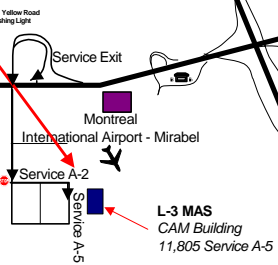 Yellow Road
shing Light
Service Exit
Montreal
International Airport - Mirabel
Service A-2
Service A-5
L-3 MAS
CAM Building
11,805 Service A-5